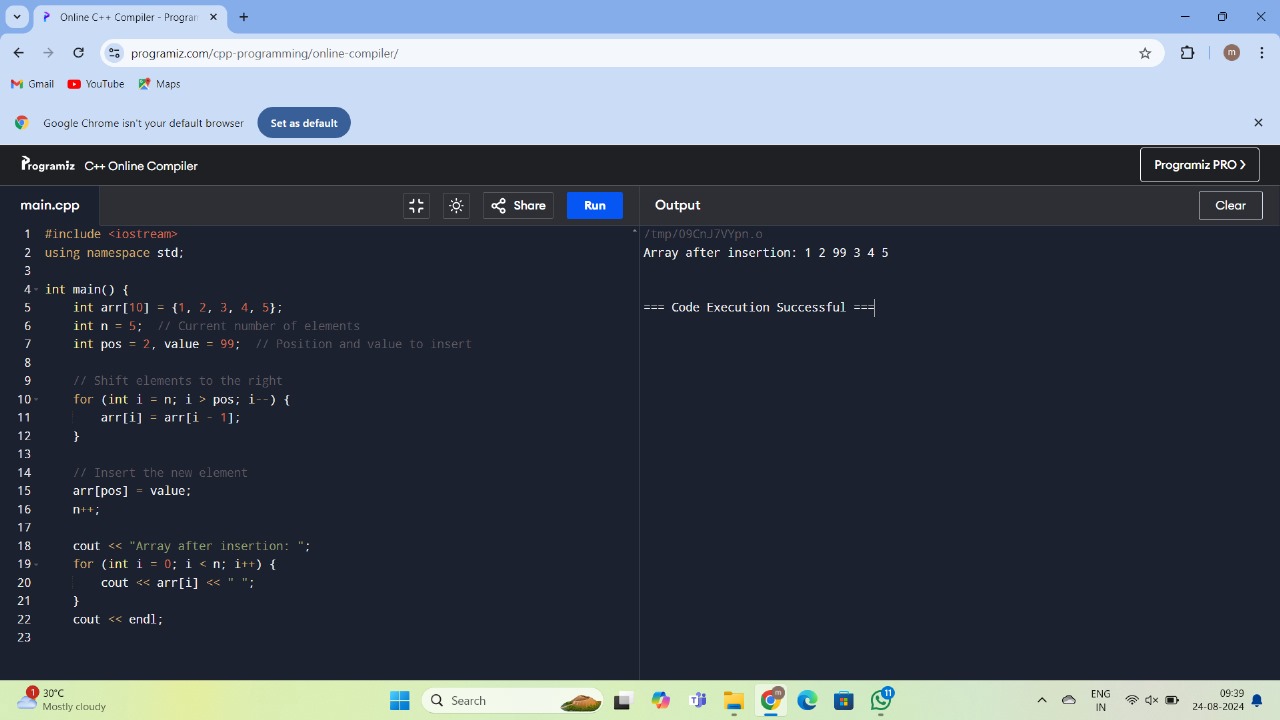 Online C++ Compiler - Program
programiz.com/cpp-programming/online-compiler/
m
Gmail YouTube Maps
Google Chrome isn't your default browser Set as default
Programiz C++ Online Compiler Programiz PRO >
main.cpp Share Run Output Clear
1 #include <iostream>
2 using namespace std;
3
4 int main() {
5     int arr[10] = {1, 2, 3, 4, 5};
6     int n = 5;  // Current number of elements
7     int pos = 2, value = 99;  // Position and value to insert
8
9     // Shift elements to the right
10     for (int i = n; i > pos; i--) {
11         arr[i] = arr[i - 1];
12     }
13
14     // Insert the new element
15     arr[pos] = value;
16     n++;
17
18     cout << "Array after insertion: ";
19     for (int i = 0; i < n; i++) {
20         cout << arr[i] << " ";
21     }
22     cout << endl;
23
/tmp/09CnJ7VYpn.o
Array after insertion: 1 2 99 3 4 5
=== Code Execution Successful ===
1
30°C
Mostly cloudy
Search
m
11
ENG
IN
09:39
24-08-2024